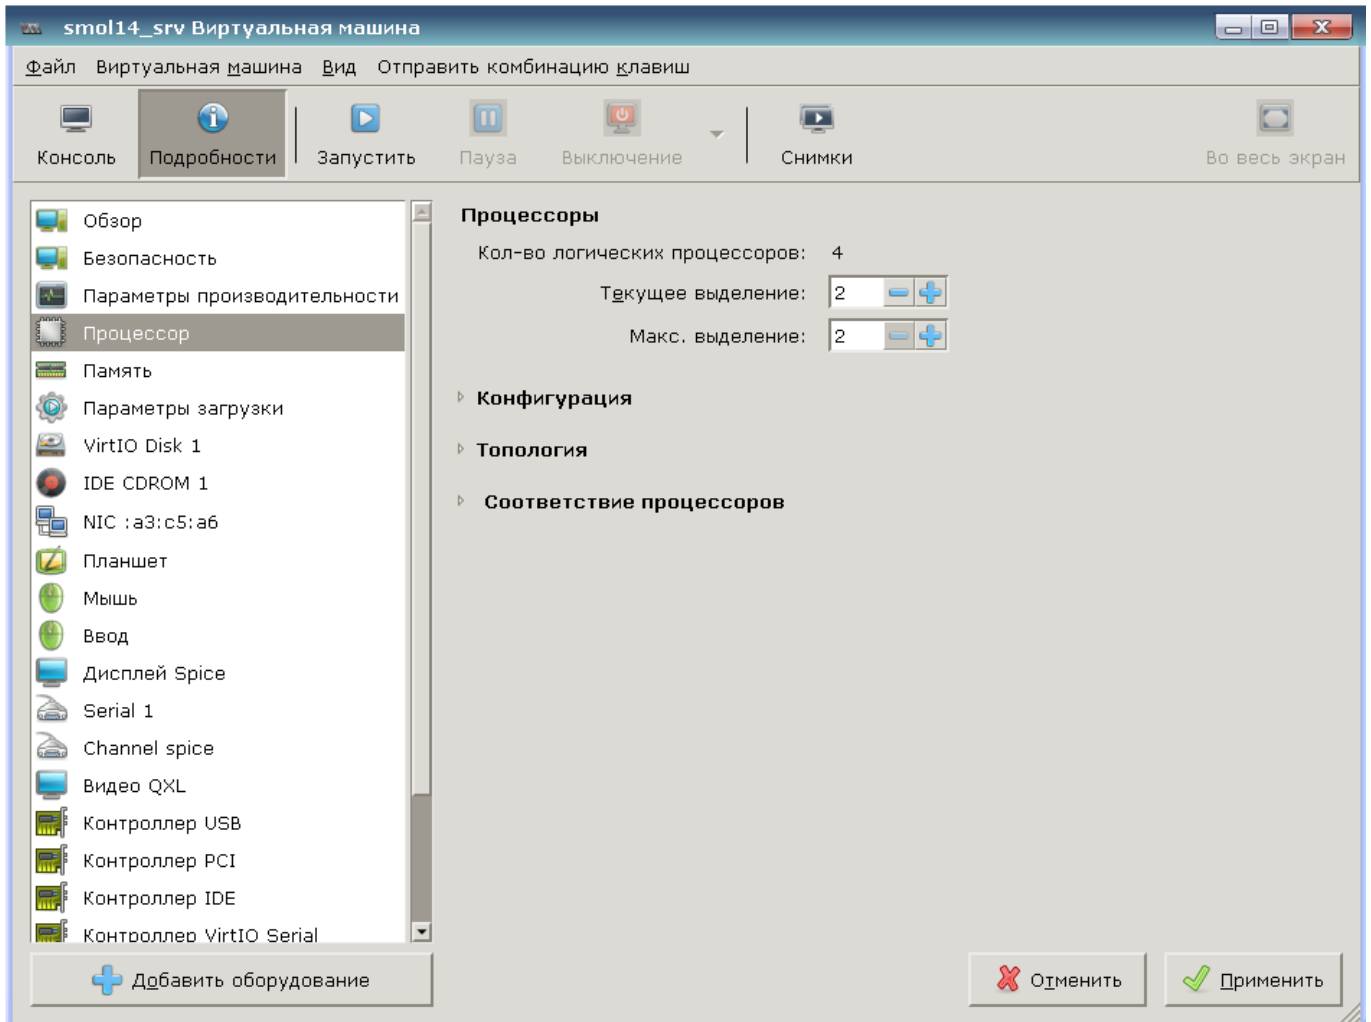 smol14_srv Виртуальная машина
Файл Виртуальная машина Вид Отправить комбинацию клавиш
Консоль Подробности Запустить Пауза Выключение Снимки Во весь экран
Обзор
Безопасность
Параметры производительности
Процессор
Память
Параметры загрузки
VirtIO Disk 1
IDE CDROM 1
NIC :a3:c5:a6
Планшет
Мышь
Ввод
Дисплей Spice
Serial 1
Channel spice
Видео QXL
Контроллер USB
Контроллер PCI
Контроллер IDE
Контроллер VirtIO Serial
Добавить оборудование
Процессоры
Кол-во логических процессоров: 4
Текущее выделение: 2
Макс. выделение: 2
Конфигурация
Топология
Соответствие процессоров
Отменить Применить